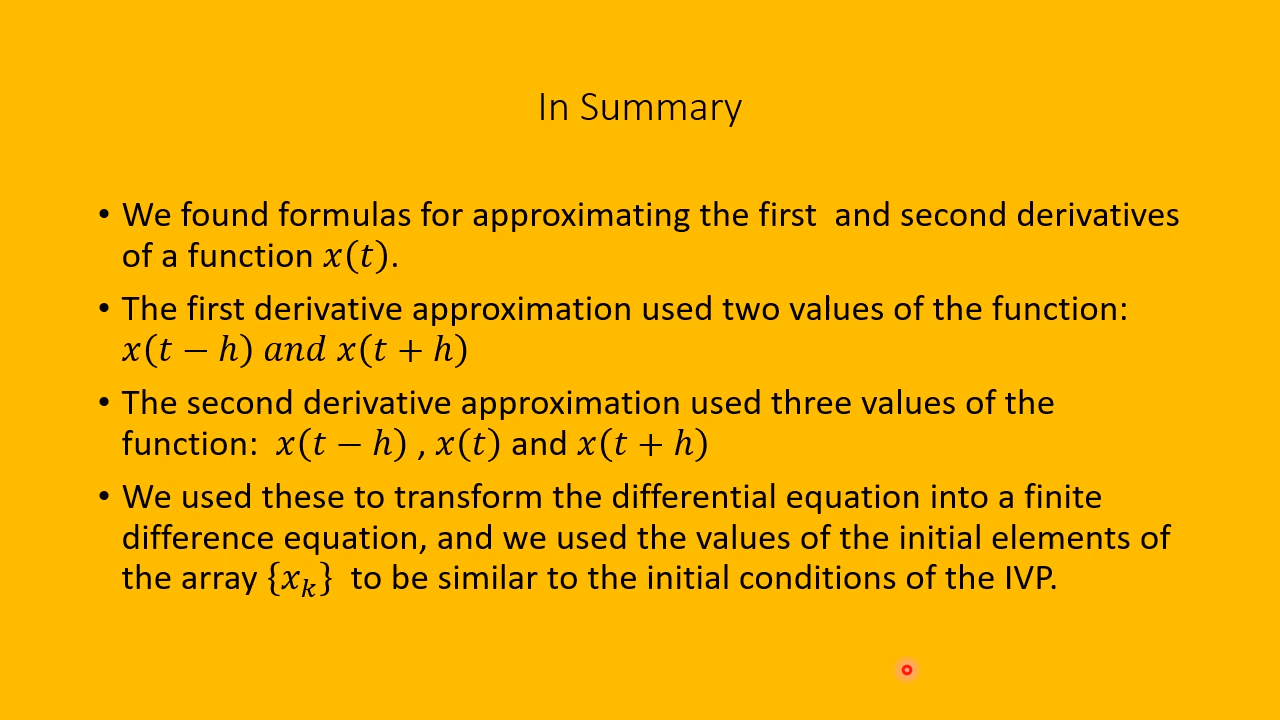 In Summary
• We found formulas for approximating the first  and second derivatives
of a function 𝑥(𝑡).
• The first derivative approximation used two values of the function:
𝑥(𝑡 − ℎ) 𝑎𝑛𝑑 𝑥(𝑡 + ℎ)
• The second derivative approximation used three values of the
function:  𝑥(𝑡 − ℎ) , 𝑥(𝑡) and 𝑥(𝑡 + ℎ)
• We used these to transform the differential equation into a finite
difference equation, and we used the values of the initial elements of
the array {𝑥ₖ}  to be similar to the initial conditions of the IVP.